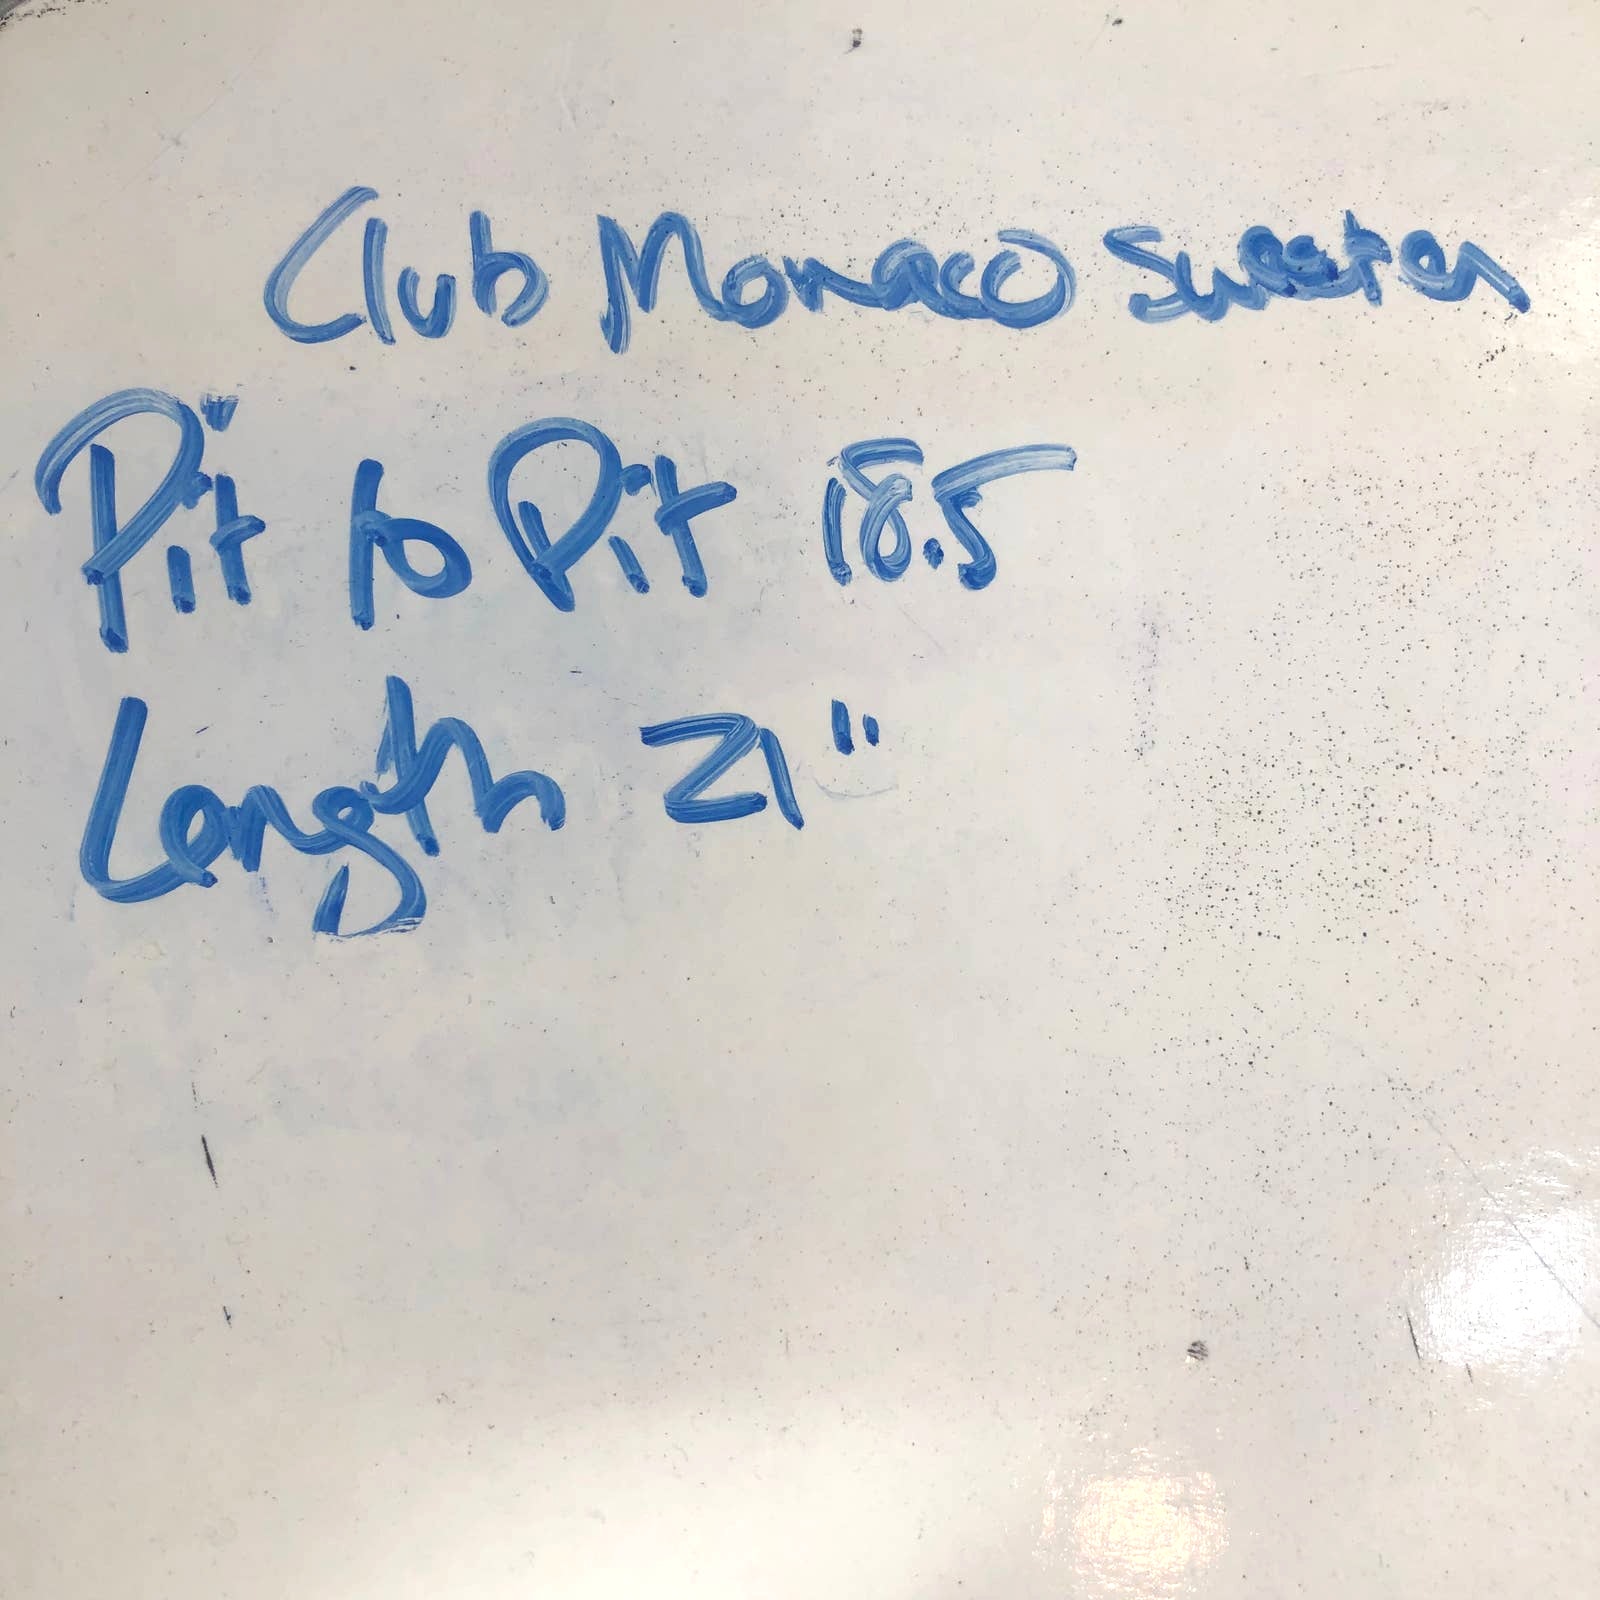 Club Monaco Sweater
Pit to Pit 18.5
Length 21"